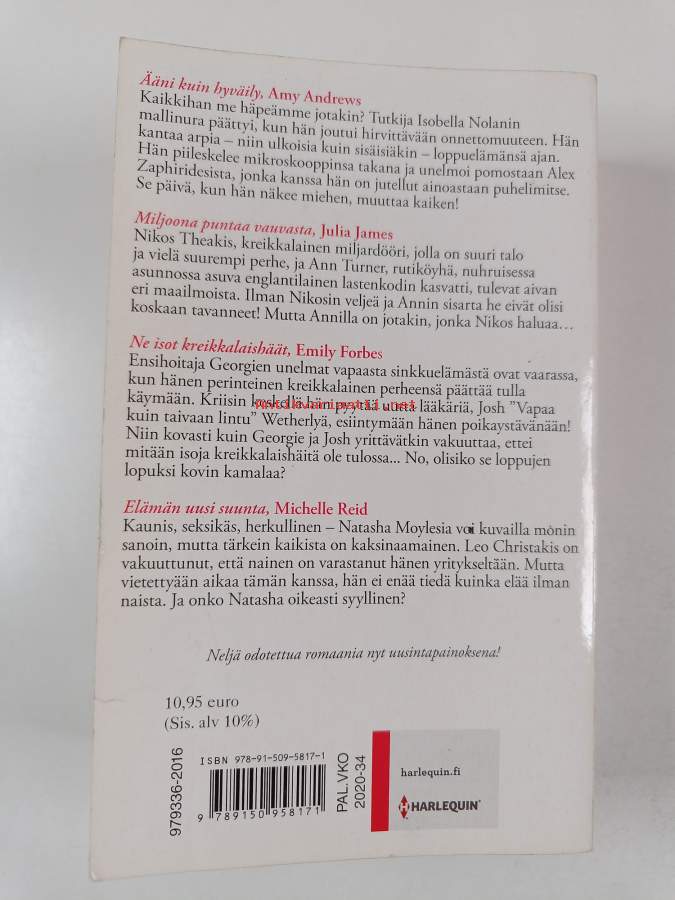 Ääni kuin hyväily, Amy Andrews
Kaikkihan me häpeämme jotakin? Tutkija Isobella Nolanin
mallinura päättyi, kun hän joutui hirvittävään onnettomuuteen. Hän
kantaa arpia – niin ulkoisia kuin sisäisiäkin – loppuelämänsä ajan.
Hän piileskelee mikroskooppinsa takana ja unelmoi pomostaan Alex
Zaphiridesista, jonka kanssa hän on jutellut ainoastaan puhelimitse.
Se päivä, kun hän näkee miehen, muuttaa kaiken!
Miljoona puntaa vauvasta, Julia James
Nikos Theakis, kreikkalainen miljardööri, jolla on suuri talo
ja vielä suurempi perhe, ja Ann Turner, rutiköyhä, nuhruisessa
asunnossa asuva englantilainen lastenkodin kasvatti, tulevat aivan
eri maailmoista. Ilman Nikosin veljeä ja Annin sisarta he eivät olisi
koskaan tavanneet! Mutta Annilla on jotakin, jonka Nikos haluaa…
Ne isot kreikkalaishäät, Emily Forbes
Ensihoitaja Georgien unelmat vapaasta sinkkuelämästä ovat vaarassa,
kun hänen perinteinen kreikkalainen perheensä päättää tulla
käymään. Kriisin keskellä hän pyytää uutta lääkäriä, Josh ”Vapaa
antikvariaatti.net
kuin taivaan lintu” Wetherlyä, esiintymään hänen poikaystävänään!
Niin kovasti kuin Georgie ja Josh yrittävätkin vakuuttaa, ettei
mitään isoja kreikkalaishäitä ole tulossa... No, olisiko se loppujen
lopuksi kovin kamalaa?
Elämän uusi suunta, Michelle Reid
Kaunis, seksikäs, herkullinen – Natasha Moylesia voi kuvailla monin
sanoin, mutta tärkein kaikista on kaksinaamainen. Leo Christakis on
vakuuttunut, että nainen on varastanut hänen yritykseltään. Mutta
vietettyään aikaa tämän kanssa, hän ei enää tiedä kuinka elää ilman
naista. Ja onko Natasha oikeasti syyllinen?
Neljä odotettua romaania nyt uusintapainoksena!
10,95 euro
(Sis. alv 10%)
979336-2016
ISBN 978-91-509-5817-1
9 789150 958171
PAL.VKO
2020-34
harlequin.fi
HARLEQUIN®